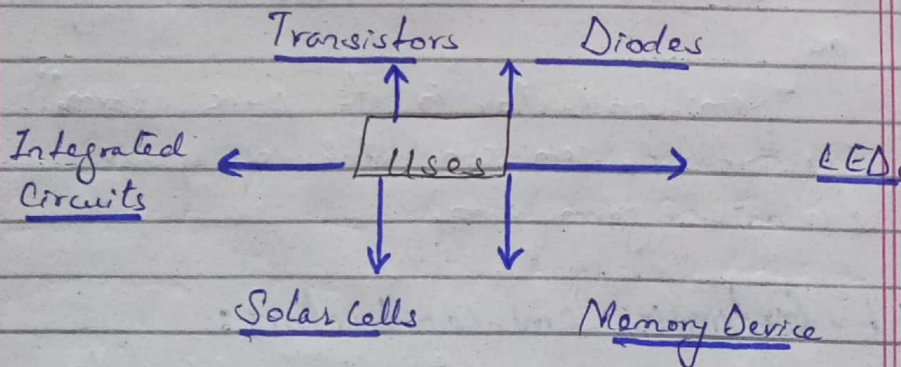 Transistors Diodes
Integrated
Circuits
Uses
LED
Solar Cells
Memory Device